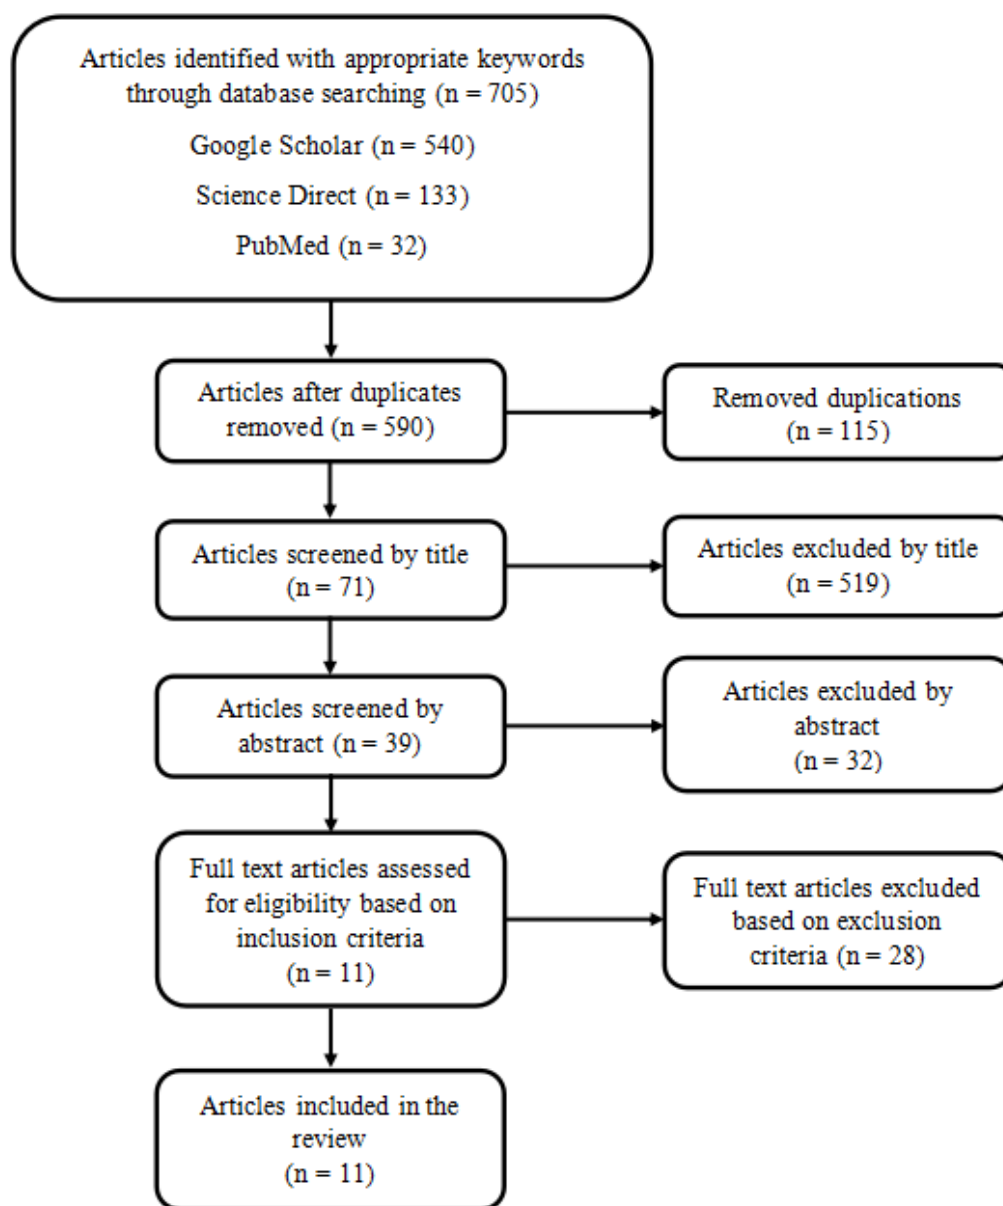 Articles identified with appropriate keywords
through database searching (n = 705)
Google Scholar (n = 540)
Science Direct (n = 133)
PubMed (n = 32)
Articles after duplicates
removed (n = 590)
Removed duplications
(n = 115)
Articles screened by title
(n = 71)
Articles excluded by title
(n = 519)
Articles screened by
abstract (n = 39)
Articles excluded by
abstract
(n = 32)
Full text articles assessed
for eligibility based on
inclusion criteria
(n = 11)
Full text articles excluded
based on exclusion
criteria (n = 28)
Articles included in the
review
(n = 11)